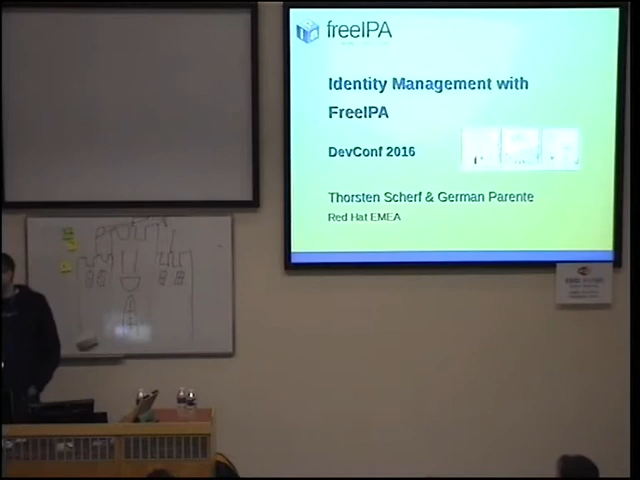 freeIPA
Identity Management with
FreeIPA
DevConf 2016
Thorsten Scherf & German Parente
Red Hat EMEA